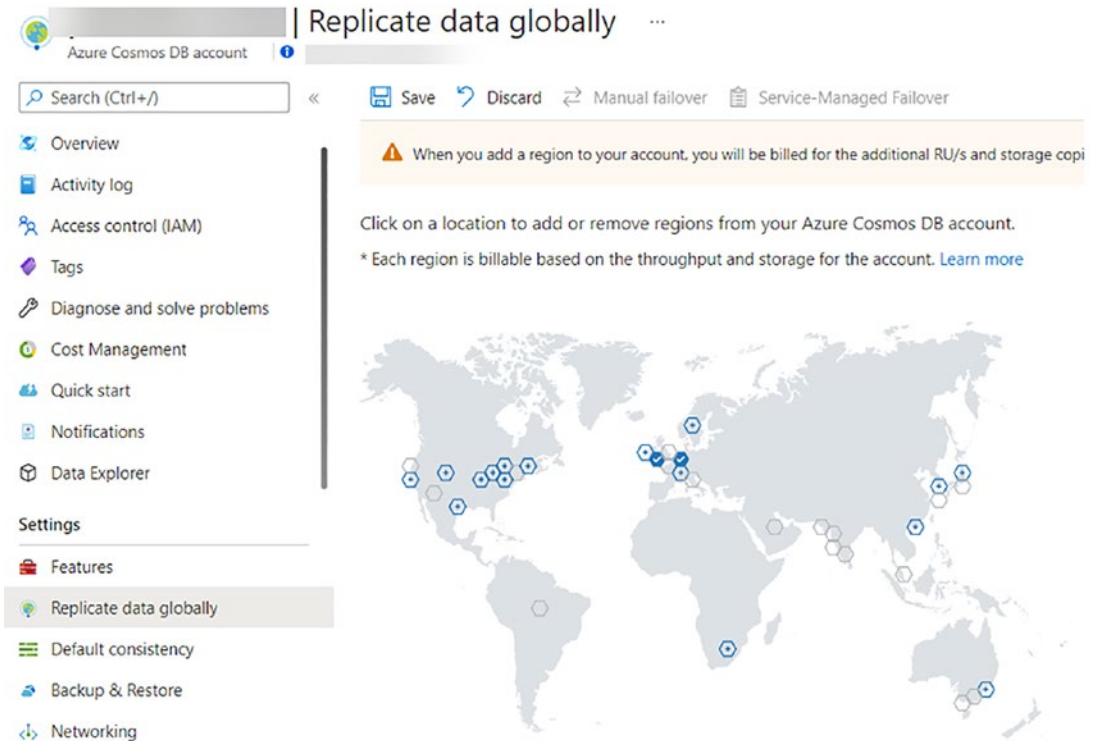 | Replicate data globally ...
Azure Cosmos DB account
Search (Ctrl+/)
«
Save Discard Manual failover Service-Managed Failover
Overview
Activity log
Access control (IAM)
Tags
Diagnose and solve problems
Cost Management
Quick start
Notifications
Data Explorer
Settings
Features
Replicate data globally
Default consistency
Backup & Restore
Networking
When you add a region to your account, you will be billed for the additional RU/s and storage copi
Click on a location to add or remove regions from your Azure Cosmos DB account.
* Each region is billable based on the throughput and storage for the account. Learn more